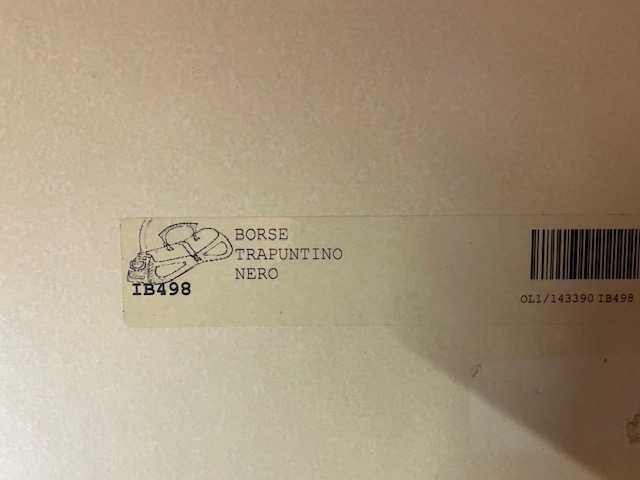 BORSE
TRAPUNTINO
NERO
IB498
OL1/143390 IB498